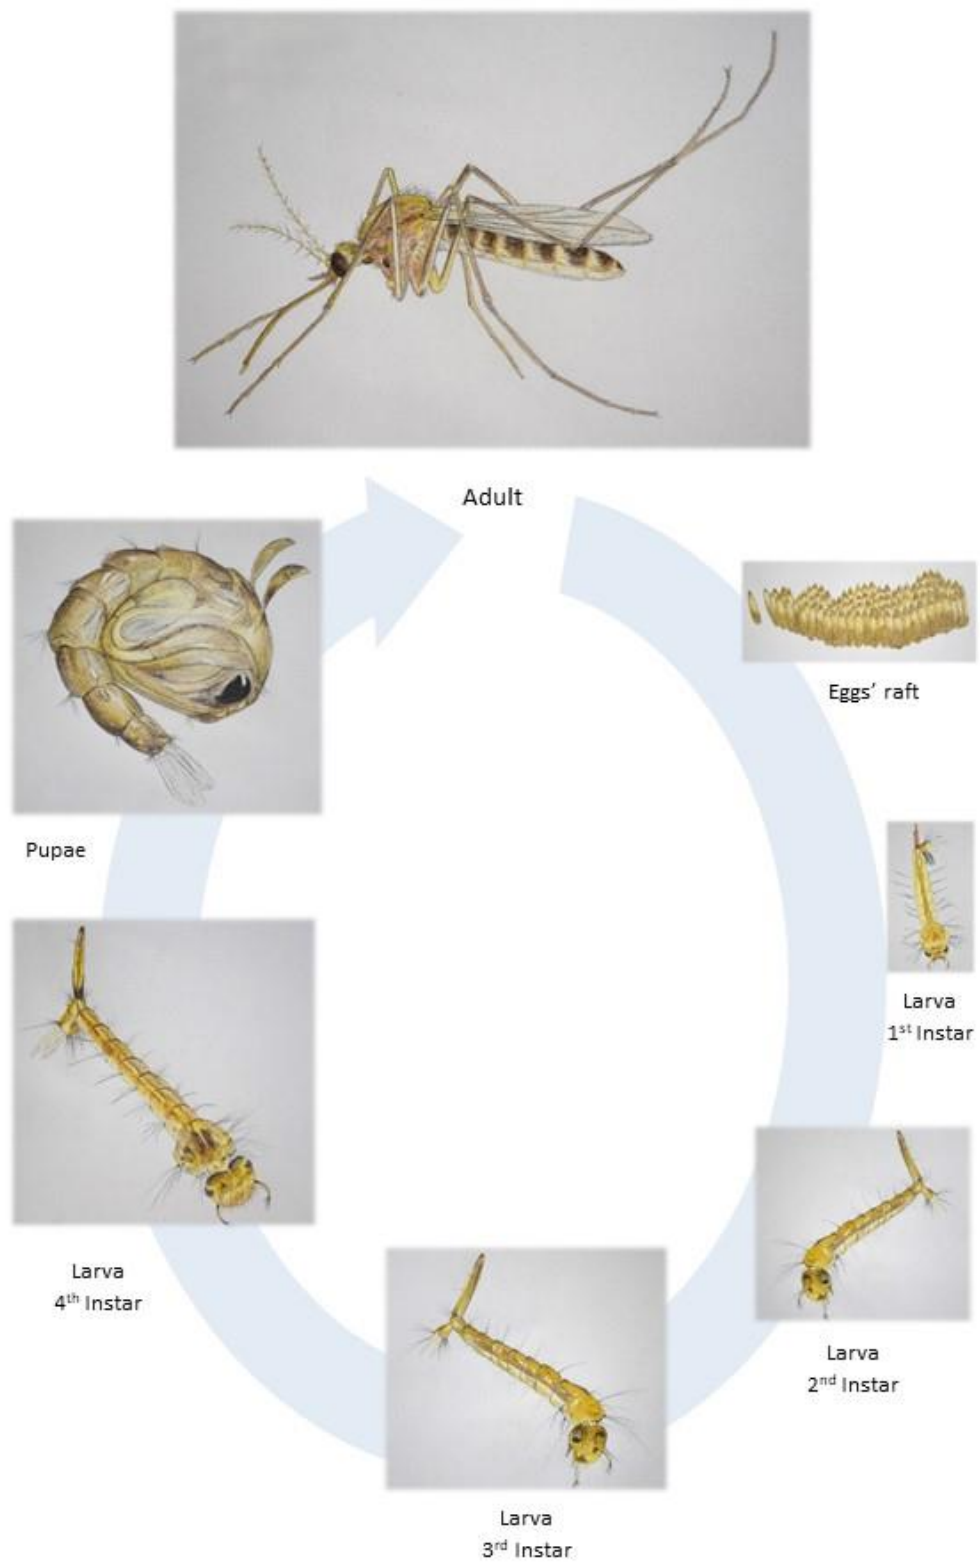 Adult
Eggs’ raft
Larva
1st Instar
Larva
2nd Instar
Larva
3rd Instar
Larva
4th Instar
Pupae